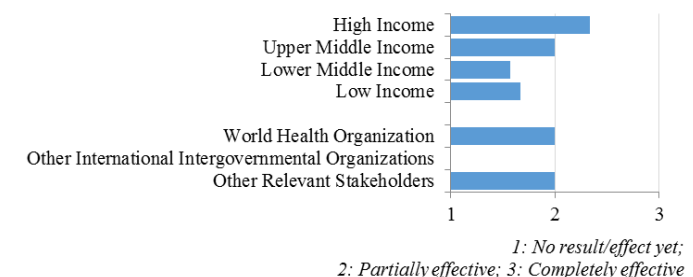 High Income
Upper Middle Income
Lower Middle Income
Low Income
World Health Organization
Other International Intergovernmental Organizations
Other Relevant Stakeholders
1 2 3
1: No result/effect yet;
2: Partially effective; 3: Completely effective